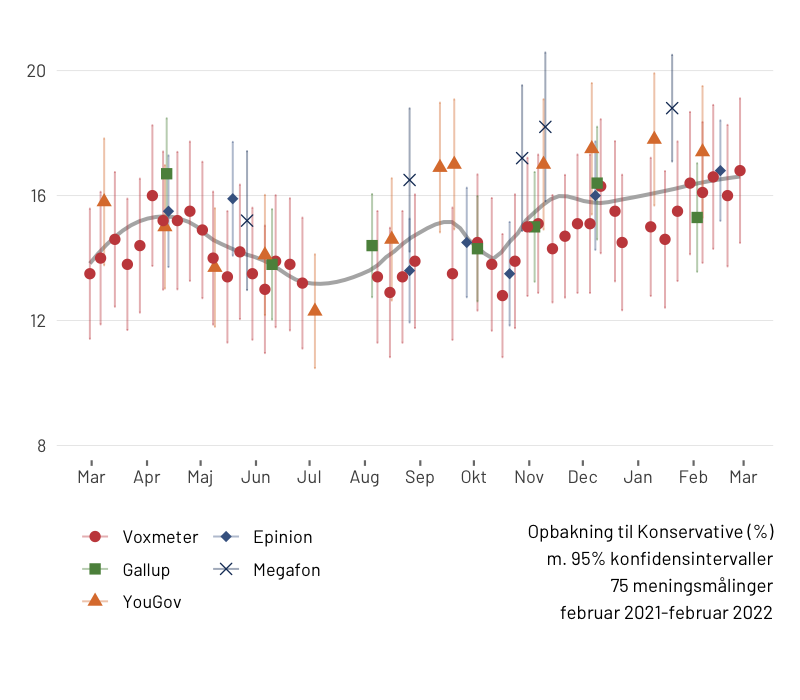 20
16
12
8
Mar Apr Maj Jun Jul Aug Sep Okt Nov Dec Jan Feb Mar
Voxmeter Epinion
Gallup Megafon
YouGov
Opbakning til Konservative (%)
m. 95% konfidensintervaller
75 meningsmålinger
februar 2021-februar 2022